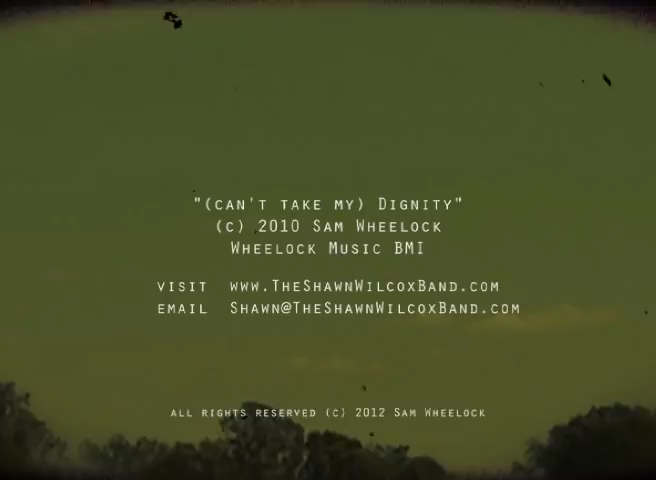 "(can't take my) Dignity"
(c) 2010 Sam Wheelock
Wheelock Music BMI
visit www.TheShawnWilcoxBand.com
email Shawn@TheShawnWilcoxBand.com
all rights reserved (c) 2012 Sam Wheelock